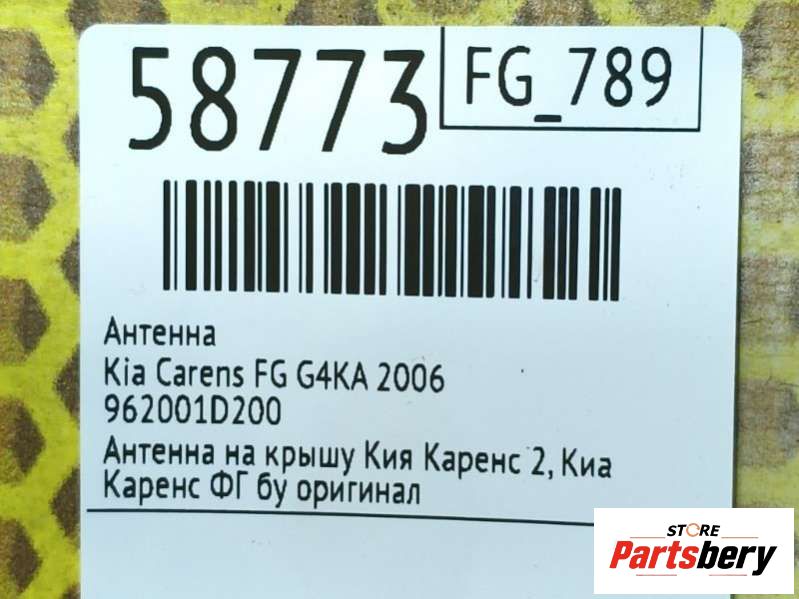 58773
FG_789
Антенна
Kia Carens FG G4KA 2006
962001D200
Антенна на крышу Кия Каренс 2, Киа
Каренс ФГ бу оригинал
STORE
Partsbery